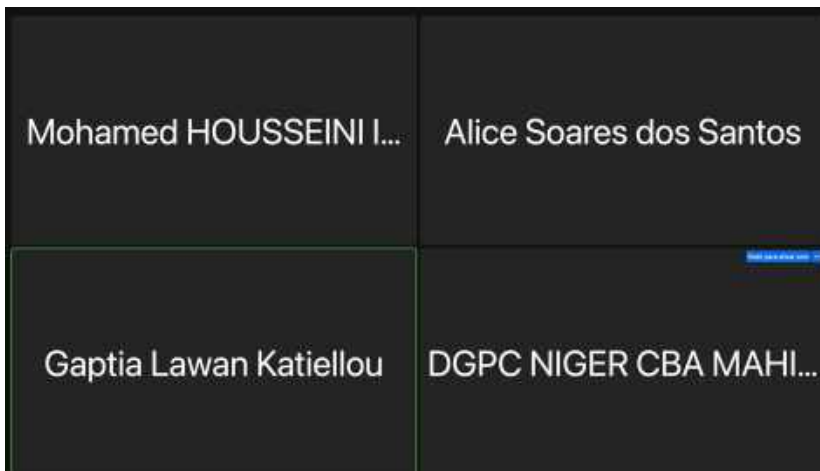 Mohamed HOUSSEINI I...
Alice Soares dos Santos
Gaptia Lawan Katiellou
DGPC NIGER CBA MAHI...